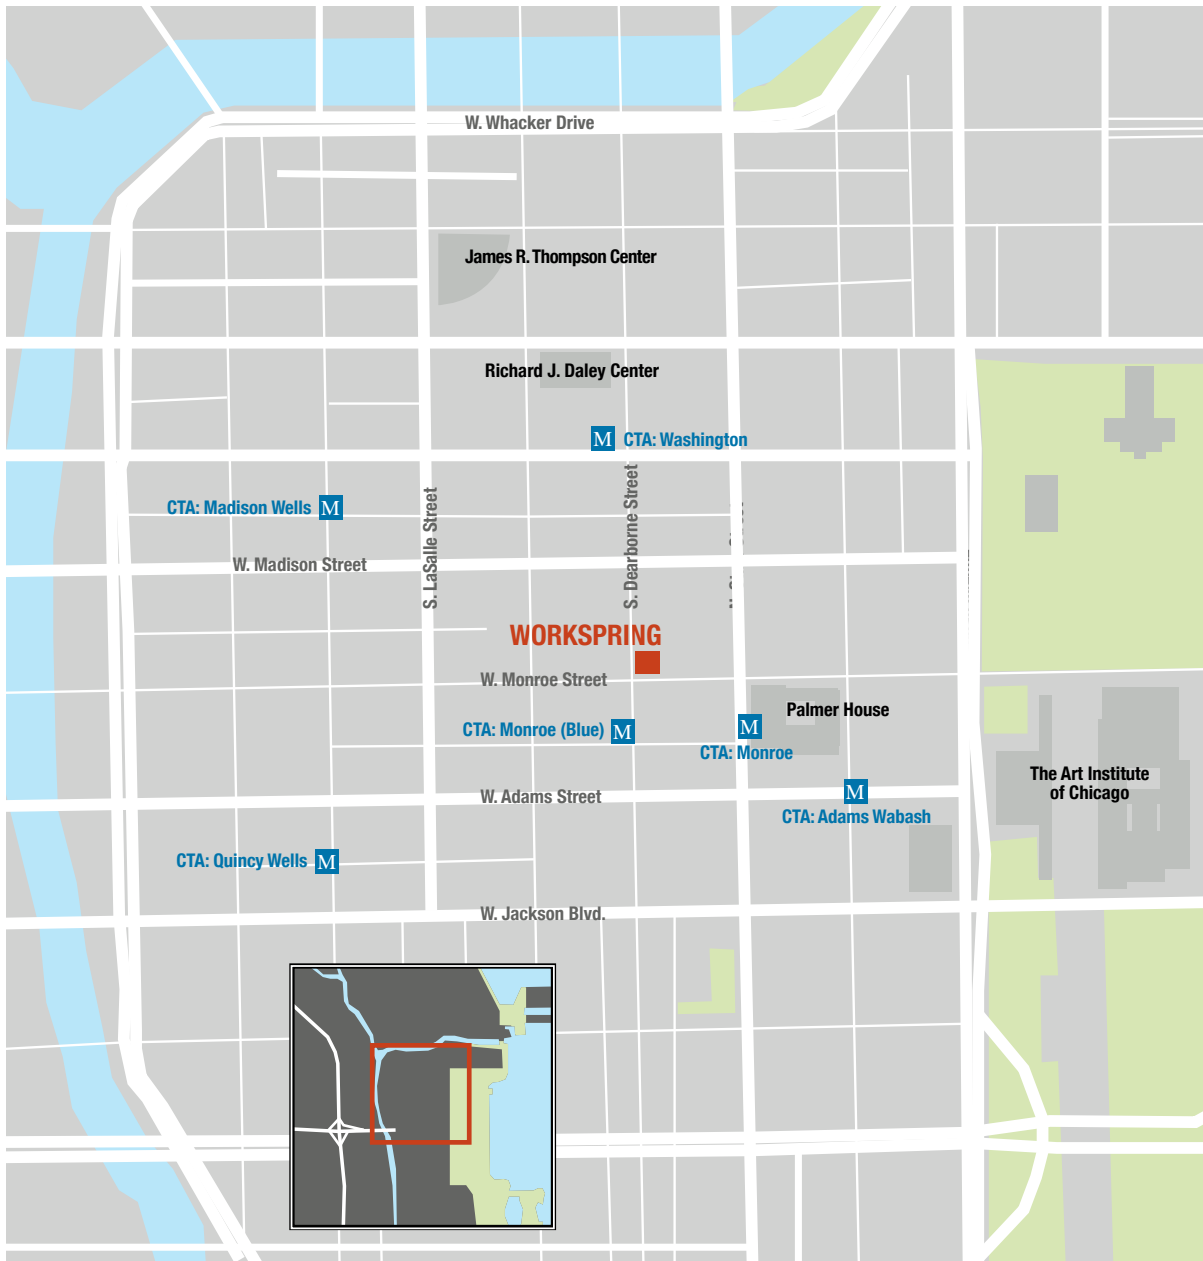 W. Whacker Drive
James R. Thompson Center
Richard J. Daley Center
M CTA: Washington
CTA: Madison Wells M
S. LaSalle Street
S. Dearborne Street
W. Madison Street
WORKSPRING
W. Monroe Street
Palmer House
CTA: Monroe (Blue) M
M
CTA: Monroe
The Art Institute
of Chicago
W. Adams Street
M
CTA: Adams Wabash
CTA: Quincy Wells M
W. Jackson Blvd.